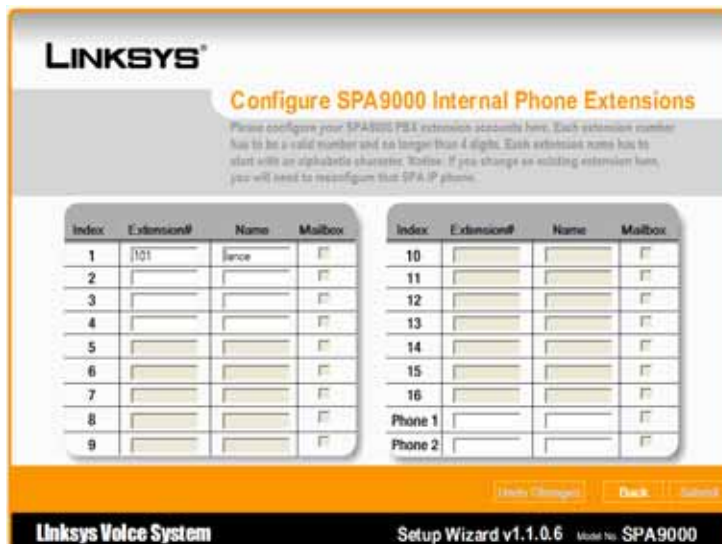 LINKSYS®
Configure SPA9000 Internal Phone Extensions
Please configure your SPA9000 PBX extension accounts here. Each extension number
has to be a valid number and no longer than 4 digits. Each extension name has to
start with an alphabetic character. Notice: If you change an existing extension here,
you will need to reconfigure that SPA IP phone.
Index Extension# Name Mailbox
1 101 lance
2
3
4
5
6
7
8
9
Index Extension# Name Mailbox
10
11
12
13
14
15
16
Phone 1
Phone 2
Undo Changes Back Submit
Linksys Voice System
Setup Wizard v1.1.0.6 Model No. SPA9000